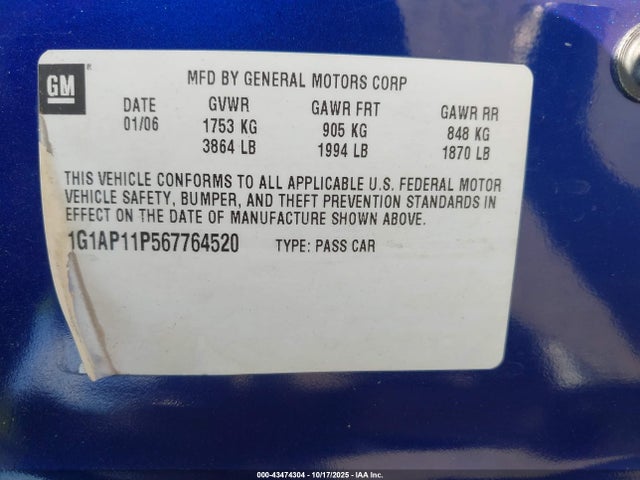 GM®
MFD BY GENERAL MOTORS CORP
DATE GVWR GAWR FRT GAWR RR
01/06 1753 KG 905 KG 848 KG
3864 LB 1994 LB 1870 LB
THIS VEHICLE CONFORMS TO ALL APPLICABLE U.S. FEDERAL MOTOR
VEHICLE SAFETY, BUMPER, AND THEFT PREVENTION STANDARDS IN
EFFECT ON THE DATE OF MANUFACTURE SHOWN ABOVE.
1G1AP11P567764520 TYPE: PASS CAR
000-43474304 | 10/17/2025 | IAA Inc.